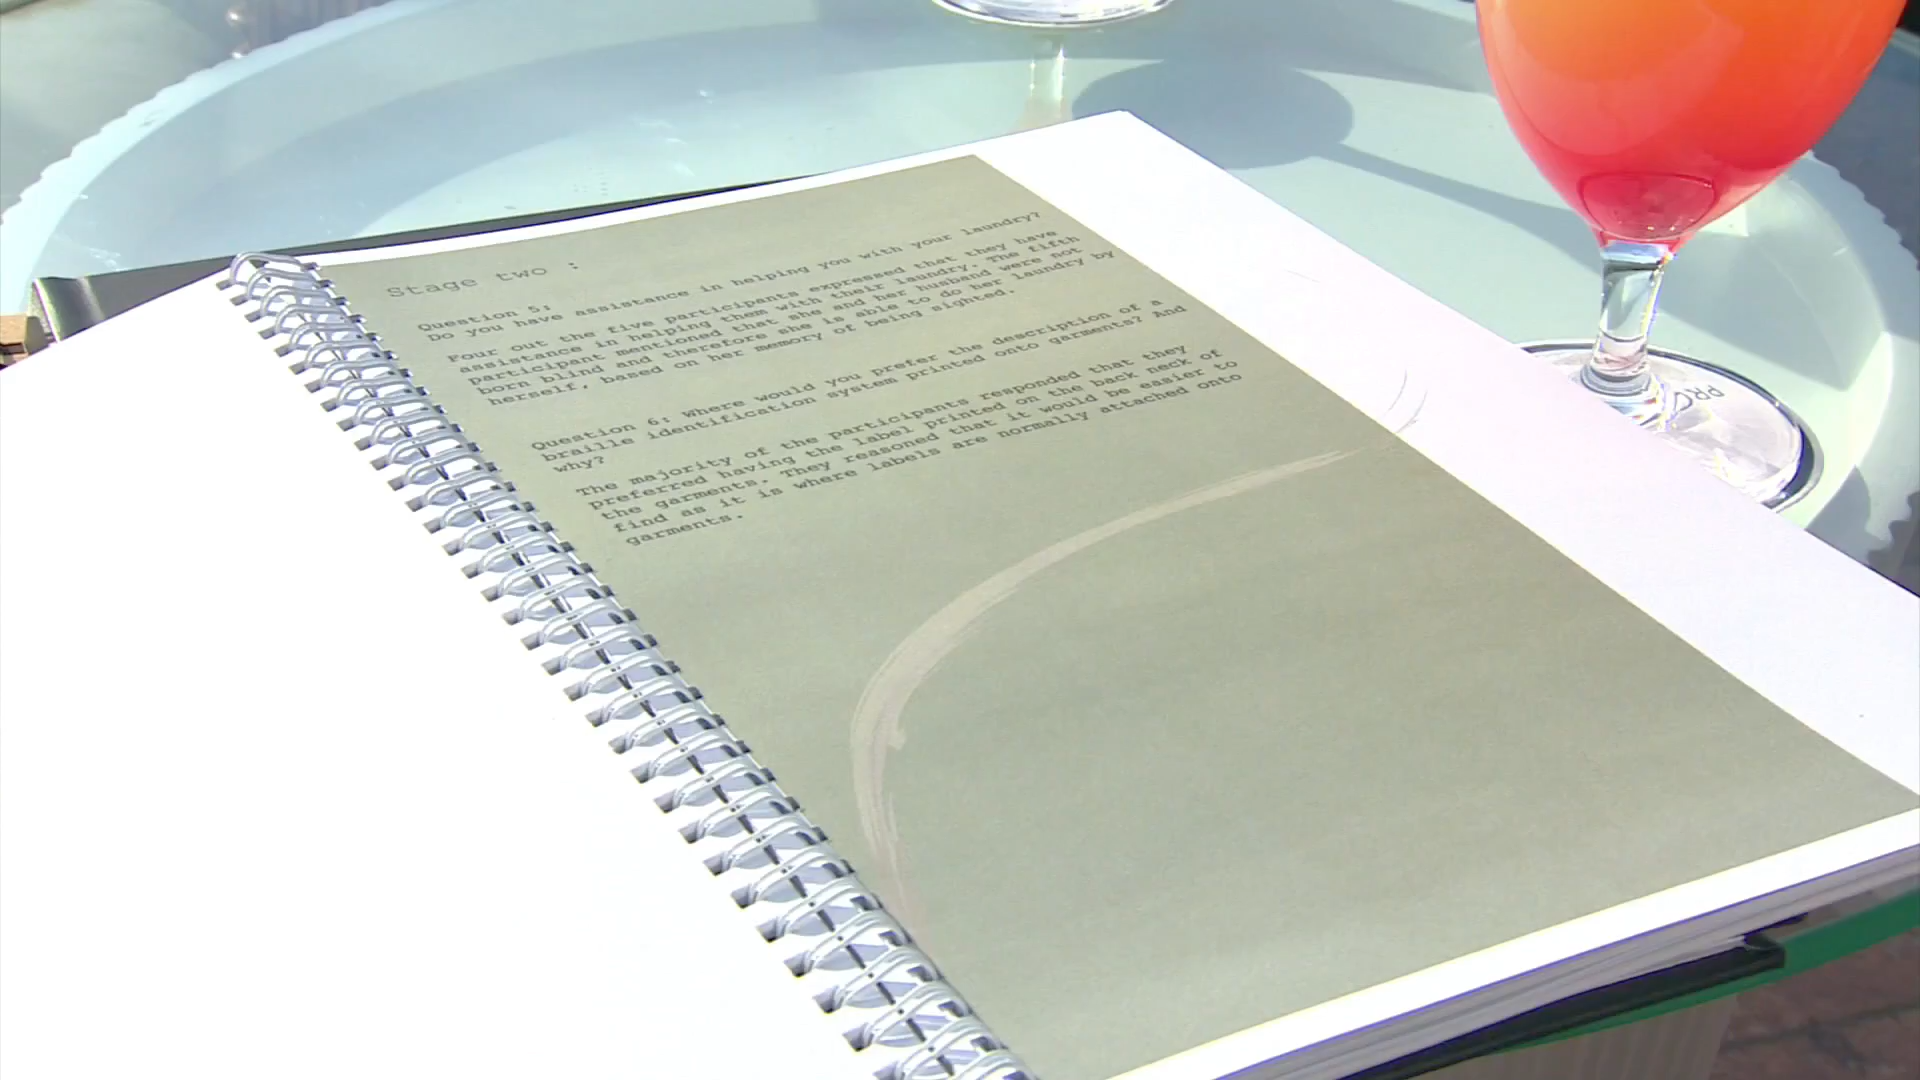 Stage two :
Question 5:
Do you have assistance in helping you with your laundry?
Four out the five participants expressed that they have
assistance in helping them with their laundry. The fifth
participant mentioned that she and her husband were not
born blind and therefore she is able to do her laundry by
herself, based on her memory of being sighted.
Question 6: Where would you prefer the description of a
braille identification system printed onto garments? And
why?
The majority of the participants responded that they
preferred having the label printed on the back neck of
the garments. They reasoned that it would be easier to
find as it is where labels are normally attached onto
garments.